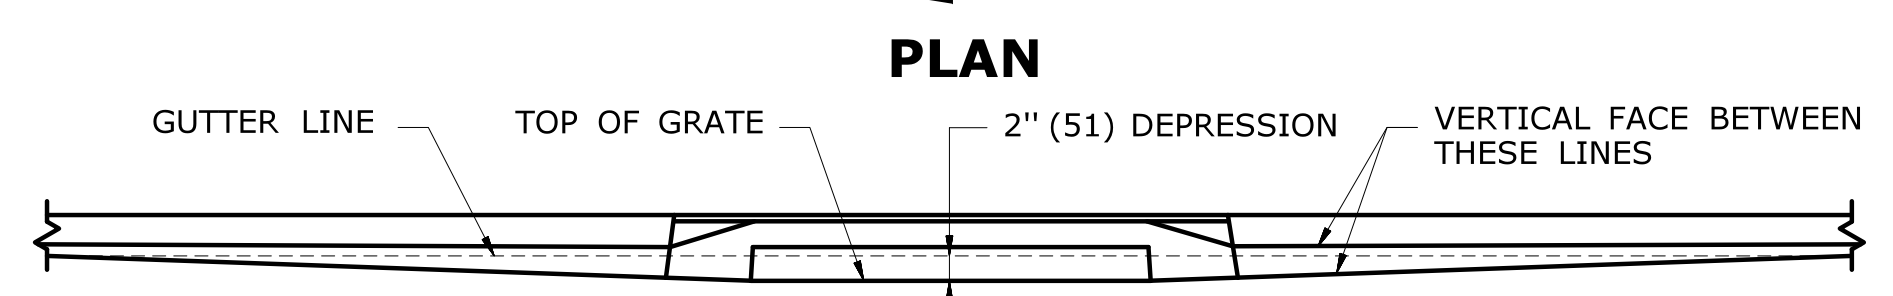 PLAN
GUTTER LINE
TOP OF GRATE
2" (51) DEPRESSION
VERTICAL FACE BETWEEN
THESE LINES